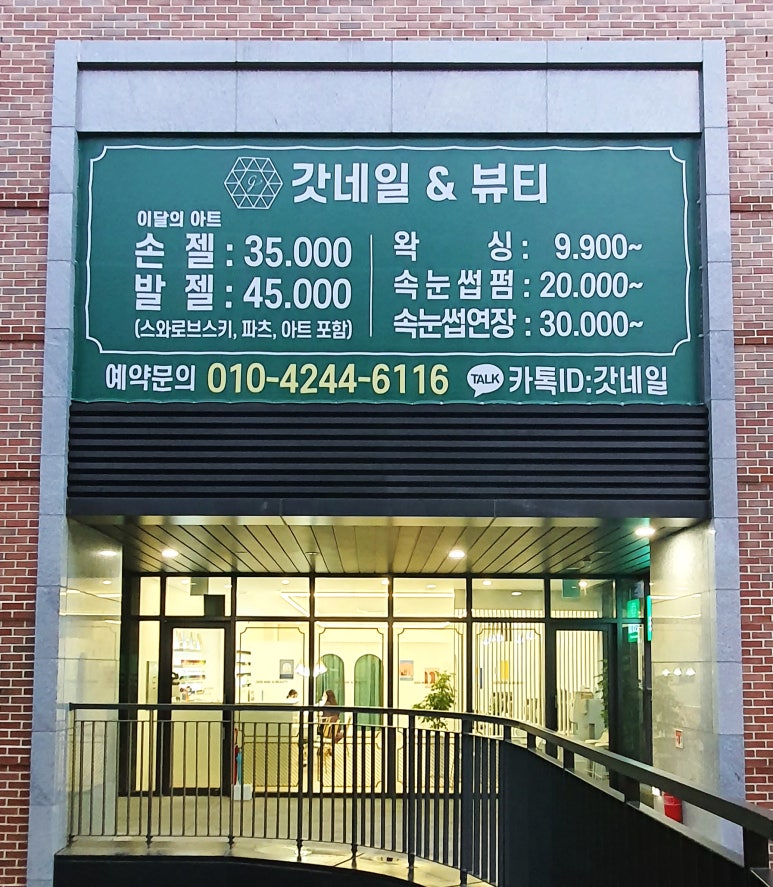 갓네일 & 뷰티
이달의 아트
손 젤 : 35.000
발 젤 : 45.000
(스와로브스키, 파츠, 아트 포함)
왁 싱 : 9.900~
속눈썹펌 : 20.000~
속눈썹연장 : 30.000~
예약문의 010-4244-6116 TALK 카톡ID:갓네일